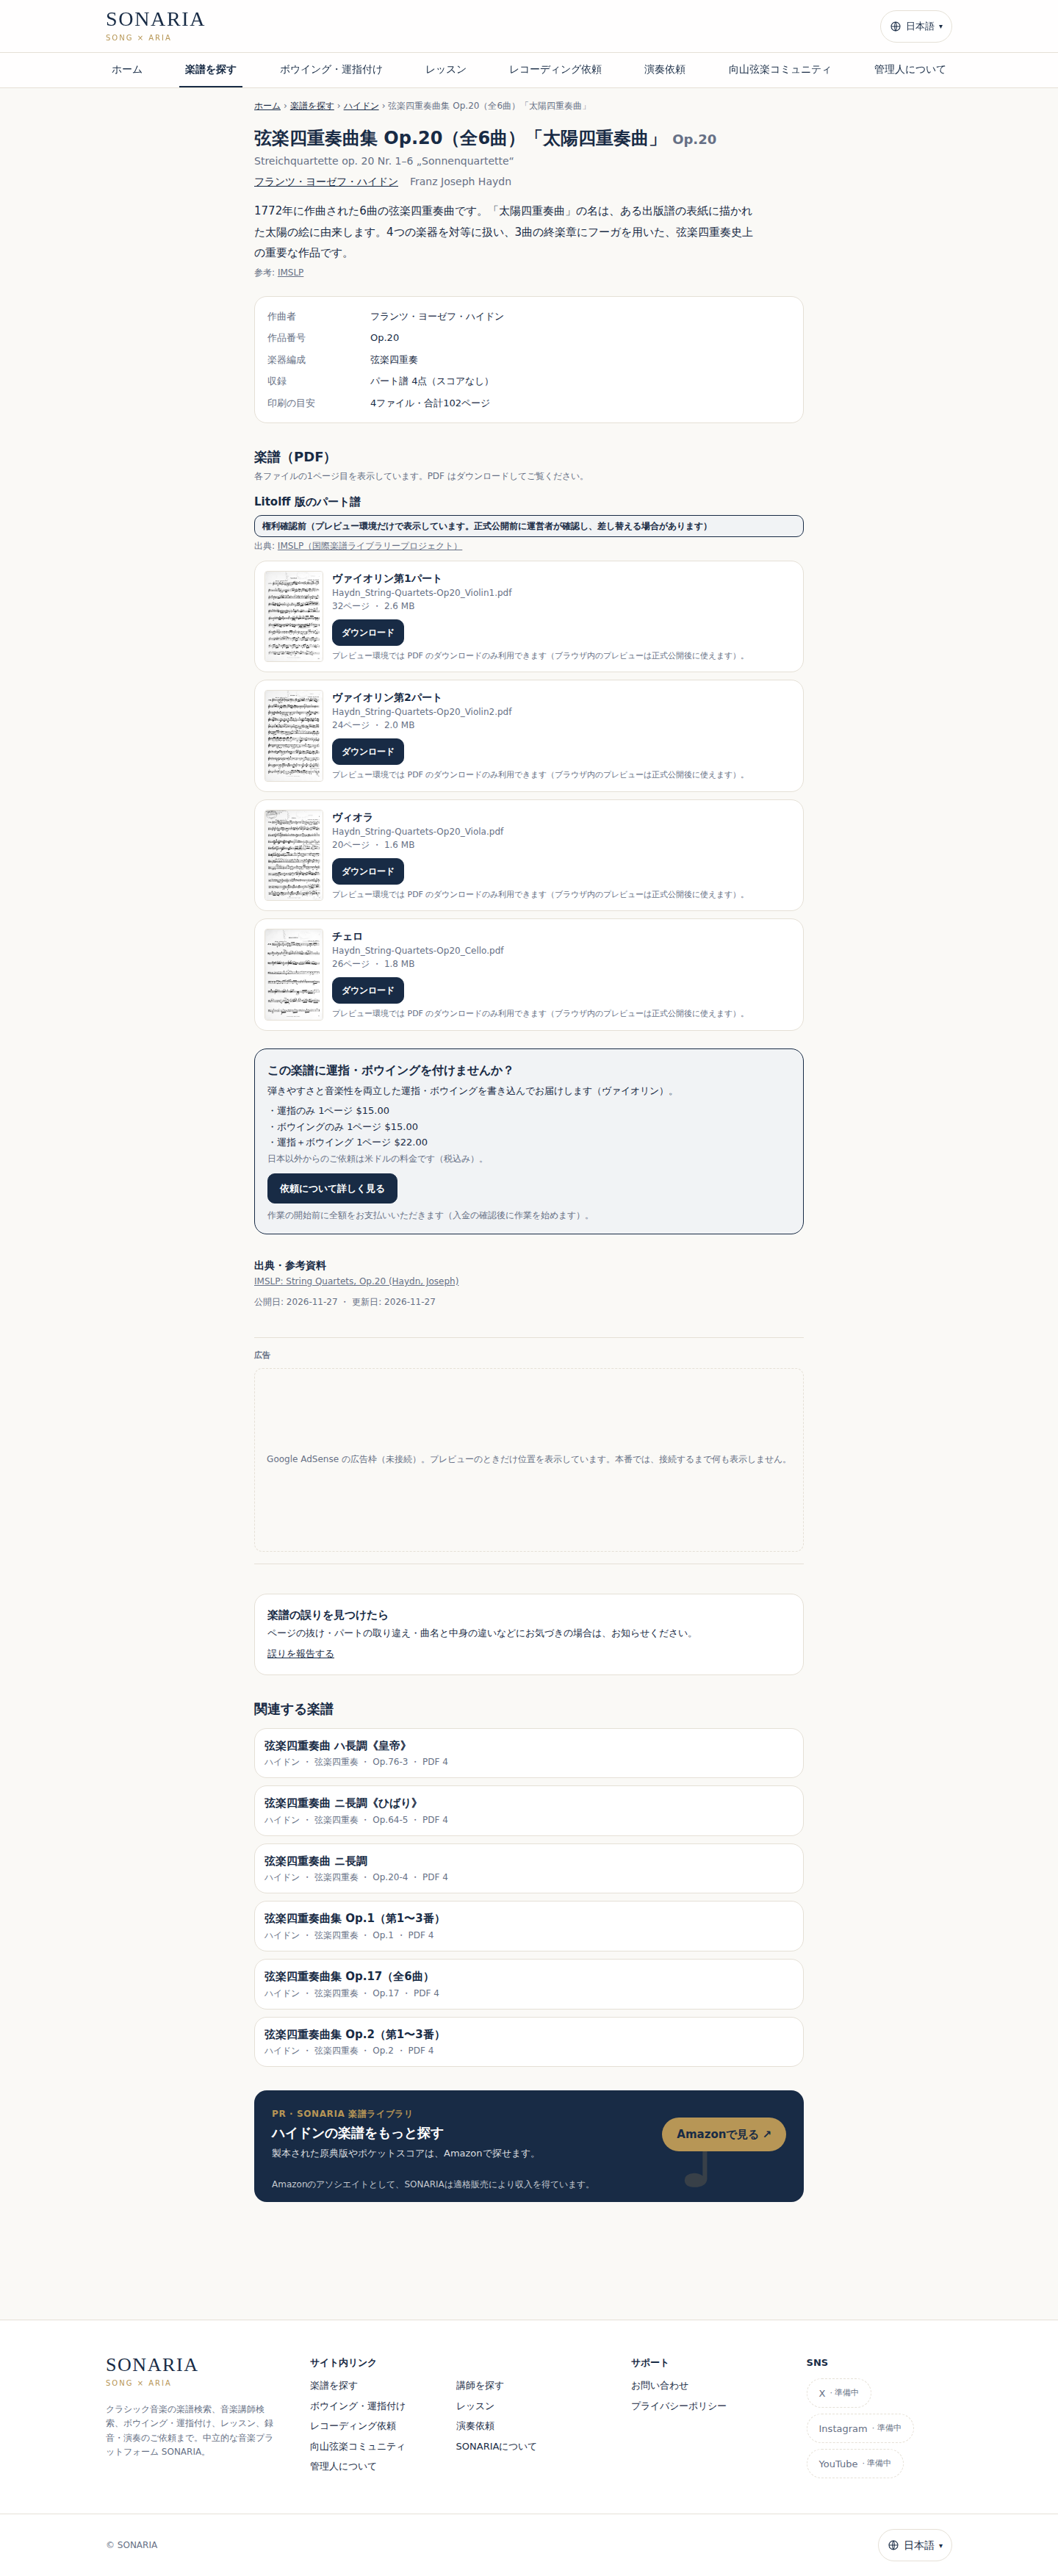 SONARIA
SONG × ARIA
日本語 ▾
ホーム
楽譜を探す
ボウイング・運指付け
レッスン
レコーディング依頼
演奏依頼
向山弦楽コミュニティ
管理人について
ホーム › 楽譜を探す › ハイドン › 弦楽四重奏曲集 Op.20（全6曲）「太陽四重奏曲」
弦楽四重奏曲集 Op.20（全6曲）「太陽四重奏曲」 Op.20
Streichquartette op. 20 Nr. 1–6 „Sonnenquartette“
フランツ・ヨーゼフ・ハイドン Franz Joseph Haydn
1772年に作曲された6曲の弦楽四重奏曲です。「太陽四重奏曲」の名は、ある出版譜の表紙に描かれ
た太陽の絵に由来します。4つの楽器を対等に扱い、3曲の終楽章にフーガを用いた、弦楽四重奏史上
の重要な作品です。
参考: IMSLP
作曲者 フランツ・ヨーゼフ・ハイドン
作品番号 Op.20
楽器編成 弦楽四重奏
収録 パート譜 4点（スコアなし）
印刷の目安 4ファイル・合計102ページ
楽譜（PDF）
各ファイルの1ページ目を表示しています。PDF はダウンロードしてご覧ください。
Litolff 版のパート譜
権利確認前（プレビュー環境だけで表示しています。正式公開前に運営者が確認し、差し替える場合があります）
出典: IMSLP（国際楽譜ライブラリープロジェクト）
ヴァイオリン第1パート
Haydn_String-Quartets-Op20_Violin1.pdf
32ページ ・ 2.6 MB
ダウンロード
プレビュー環境では PDF のダウンロードのみ利用できます（ブラウザ内のプレビューは正式公開後に使えます）。
ヴァイオリン第2パート
Haydn_String-Quartets-Op20_Violin2.pdf
24ページ ・ 2.0 MB
ダウンロード
プレビュー環境では PDF のダウンロードのみ利用できます（ブラウザ内のプレビューは正式公開後に使えます）。
ヴィオラ
Haydn_String-Quartets-Op20_Viola.pdf
20ページ ・ 1.6 MB
ダウンロード
プレビュー環境では PDF のダウンロードのみ利用できます（ブラウザ内のプレビューは正式公開後に使えます）。
チェロ
Haydn_String-Quartets-Op20_Cello.pdf
26ページ ・ 1.8 MB
ダウンロード
プレビュー環境では PDF のダウンロードのみ利用できます（ブラウザ内のプレビューは正式公開後に使えます）。
この楽譜に運指・ボウイングを付けませんか？
弾きやすさと音楽性を両立した運指・ボウイングを書き込んでお届けします（ヴァイオリン）。
・運指のみ 1ページ $15.00
・ボウイングのみ 1ページ $15.00
・運指＋ボウイング 1ページ $22.00
日本以外からのご依頼は米ドルの料金です（税込み）。
依頼について詳しく見る
作業の開始前に全額をお支払いいただきます（入金の確認後に作業を始めます）。
出典・参考資料
IMSLP: String Quartets, Op.20 (Haydn, Joseph)
公開日: 2026-11-27 ・ 更新日: 2026-11-27
広告
Google AdSense の広告枠（未接続）。プレビューのときだけ位置を表示しています。本番では、接続するまで何も表示しません。
楽譜の誤りを見つけたら
ページの抜け・パートの取り違え・曲名と中身の違いなどにお気づきの場合は、お知らせください。
誤りを報告する
関連する楽譜
弦楽四重奏曲 ハ長調《皇帝》
ハイドン ・ 弦楽四重奏 ・ Op.76-3 ・ PDF 4
弦楽四重奏曲 ニ長調《ひばり》
ハイドン ・ 弦楽四重奏 ・ Op.64-5 ・ PDF 4
弦楽四重奏曲 ニ長調
ハイドン ・ 弦楽四重奏 ・ Op.20-4 ・ PDF 4
弦楽四重奏曲集 Op.1（第1〜3番）
ハイドン ・ 弦楽四重奏 ・ Op.1 ・ PDF 4
弦楽四重奏曲集 Op.17（全6曲）
ハイドン ・ 弦楽四重奏 ・ Op.17 ・ PDF 4
弦楽四重奏曲集 Op.2（第1〜3番）
ハイドン ・ 弦楽四重奏 ・ Op.2 ・ PDF 4
PR・SONARIA 楽譜ライブラリ
ハイドンの楽譜をもっと探す
製本された原典版やポケットスコアは、Amazonで探せます。
Amazonで見る ↗
Amazonのアソシエイトとして、SONARIAは適格販売により収入を得ています。
SONARIA
SONG × ARIA
クラシック音楽の楽譜検索、音楽講師検
索、ボウイング・運指付け、レッスン、録
音・演奏のご依頼まで。中立的な音楽プラ
ットフォーム SONARIA。
サイト内リンク
楽譜を探す
ボウイング・運指付け
レコーディング依頼
向山弦楽コミュニティ
管理人について
講師を探す
レッスン
演奏依頼
SONARIAについて
サポート
お問い合わせ
プライバシーポリシー
SNS
X ・準備中
Instagram ・準備中
YouTube ・準備中
© SONARIA
日本語 ▾